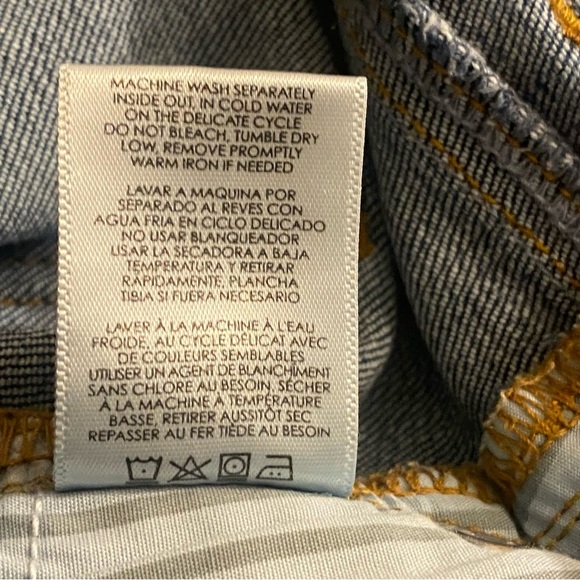 MACHINE WASH SEPARATELY
INSIDE OUT, IN COLD WATER
ON THE DELICATE CYCLE
DO NOT BLEACH, TUMBLE DRY
LOW, REMOVE PROMPTLY
WARM IRON IF NEEDED
LAVAR A MAQUINA POR
SEPARADO AL REVES CON
AGUA FRIA EN CICLO DELICADO
NO USAR BLANQUEADOR
USAR LA SECADORA A BAJA
TEMPERATURA Y RETIRAR
RÁPIDAMENTE, PLANCHA
TIBIA SI FUERA NECESARIO
LAVER À LA MACHINE À L'EAU
FROIDE, AU CYCLE DÉLICAT AVEC
DE COULEURS SEMBLABLES
UTILISER UN AGENT DE BLANCHIMENT
SANS CHLORE AU BESOIN, SÉCHER
À LA MACHINE À TEMPÉRATURE
BASSE, RETIRER AUSSITÔT SEC
REPASSER AU FER TIÈDE AU BESOIN